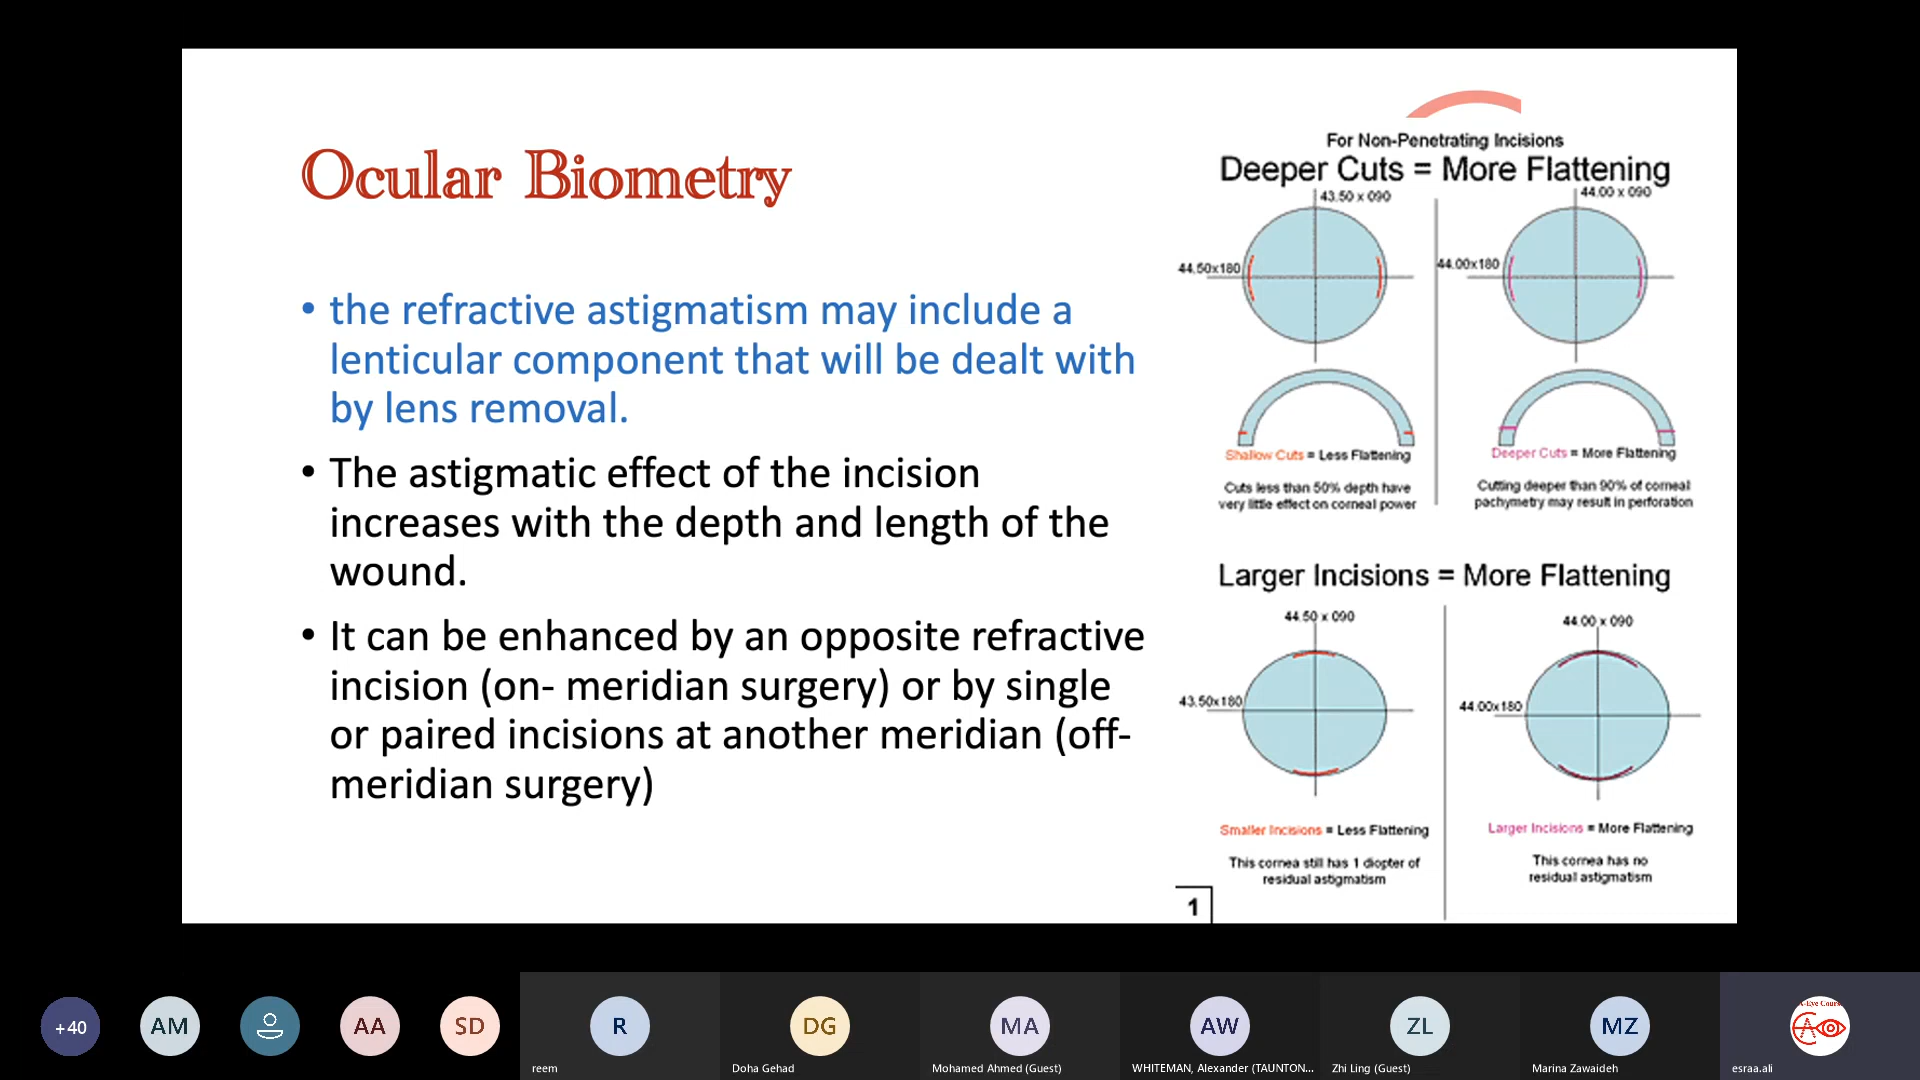 Ocular Biometry
• the refractive astigmatism may include a
lenticular component that will be dealt with
by lens removal.
• The astigmatic effect of the incision
increases with the depth and length of the
wound.
• It can be enhanced by an opposite refractive
incision (on- meridian surgery) or by single
or paired incisions at another meridian (off-
meridian surgery)
For Non-Penetrating Incisions
Deeper Cuts = More Flattening
43.50 x 090
44.50x180
44.00 x 090
44.00x180
Shallow Cuts = Less Flattening
Cuts less than 50% depth have
very little effect on corneal power
Deeper Cuts = More Flattening
Cutting deeper than 90% of corneal
pachymetry may result in perforation
Larger Incisions = More Flattening
44.50 x 090
43.50x180
44.00 x 090
44.00x180
Smaller Incisions = Less Flattening
This cornea still has 1 diopter of
residual astigmatism
Larger Incisions = More Flattening
This cornea has no
residual astigmatism
1
+40
AM
AA
SD
R
reem
DG
Doha Gehad
MA
Mohamed Ahmed (Guest)
AW
WHITEMAN, Alexander (TAUNTON...
ZL
Zhi Ling (Guest)
MZ
Marina Zawaideh
esraa.ali